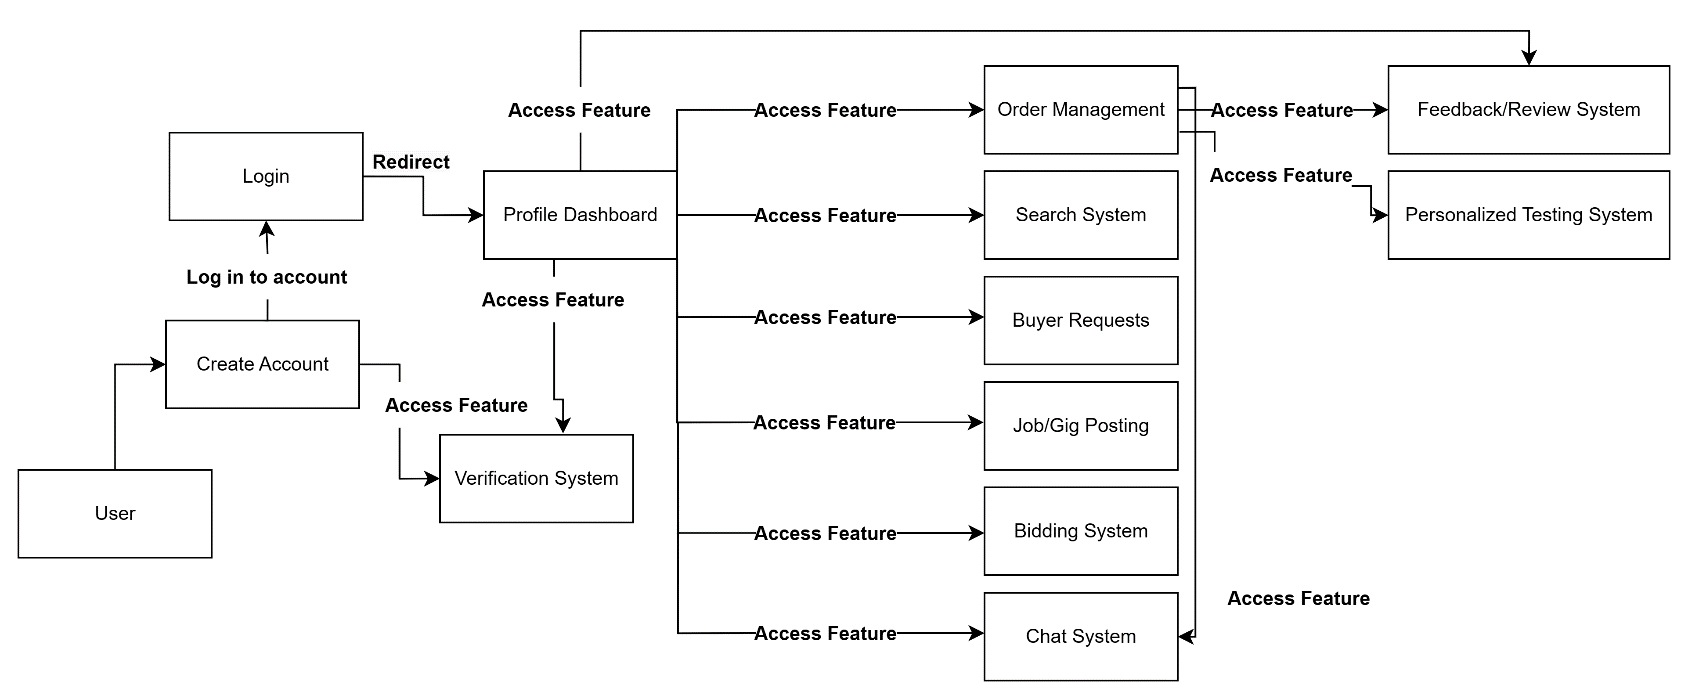 Access Feature
Access Feature
Order Management
Access Feature
Feedback/Review System
Login
Redirect
Profile Dashboard
Access Feature
Search System
Access Feature
Personalized Testing System
Log in to account
Access Feature
Access Feature
Buyer Requests
Create Account
Access Feature
Access Feature
Job/Gig Posting
Verification System
User
Access Feature
Bidding System
Access Feature
Access Feature
Chat System